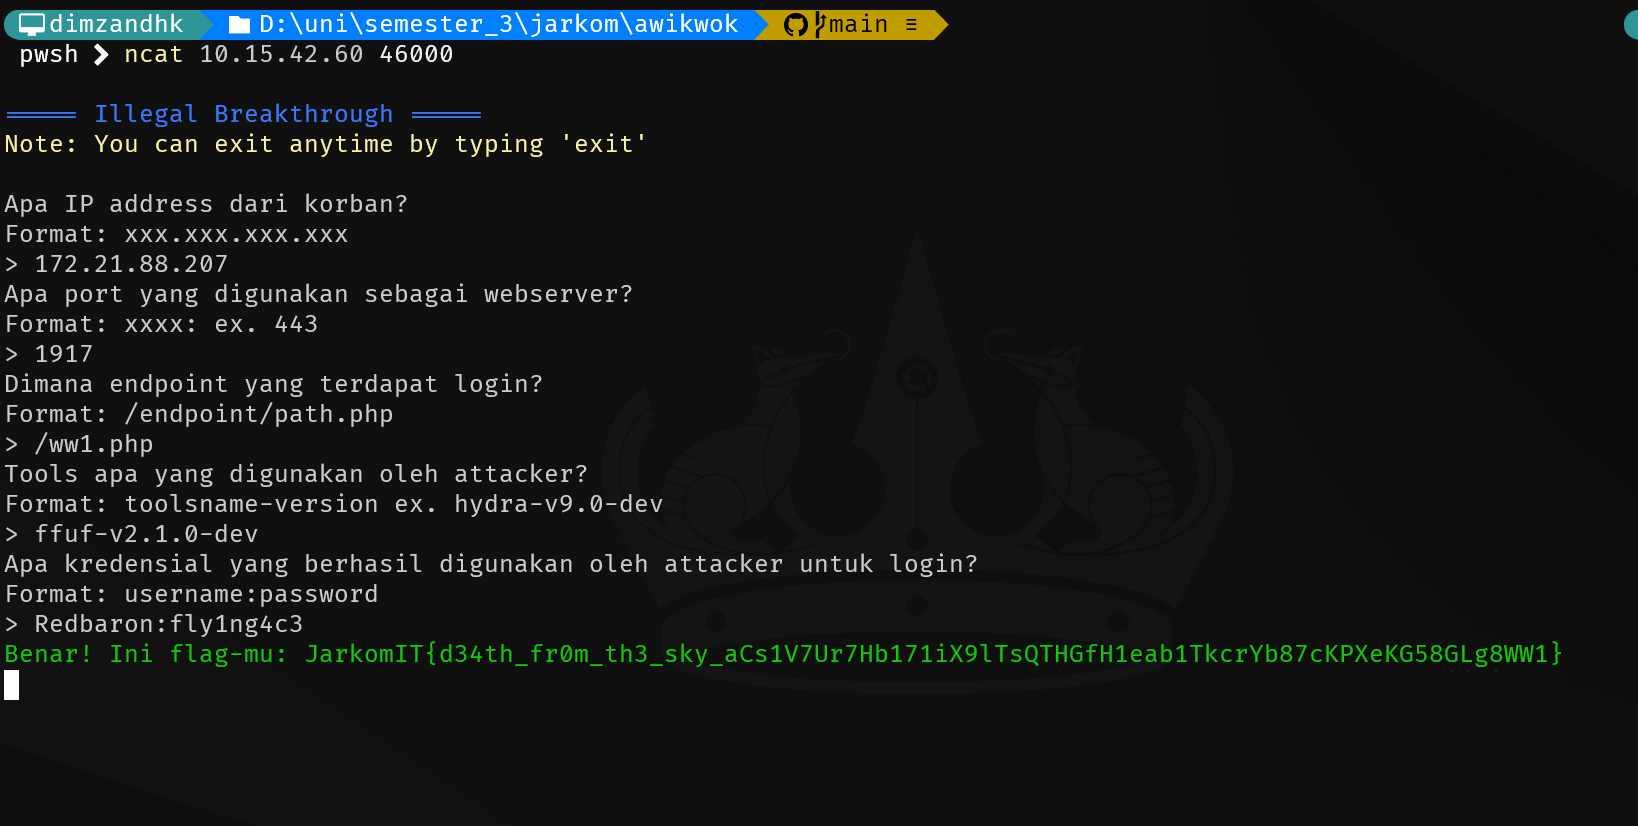 dimzandhk D:\uni\semester_3\jarkom\awikwok main ≡
pwsh ❯ ncat 10.15.42.60 46000
═════ Illegal Breakthrough ═════
Note: You can exit anytime by typing 'exit'
Apa IP address dari korban?
Format: xxx.xxx.xxx.xxx
> 172.21.88.207
Apa port yang digunakan sebagai webserver?
Format: xxxx: ex. 443
> 1917
Dimana endpoint yang terdapat login?
Format: /endpoint/path.php
> /ww1.php
Tools apa yang digunakan oleh attacker?
Format: toolsname-version ex. hydra-v9.0-dev
> ffuf-v2.1.0-dev
Apa kredensial yang berhasil digunakan oleh attacker untuk login?
Format: username:password
> Redbaron:fly1ng4c3
Benar! Ini flag-mu: JarkomIT{d34th_fr0m_th3_sky_aCs1V7Ur7Hb171iX9lTsQTHGfH1eab1TkcrYb87cKPXeKG58GLg8WW1}